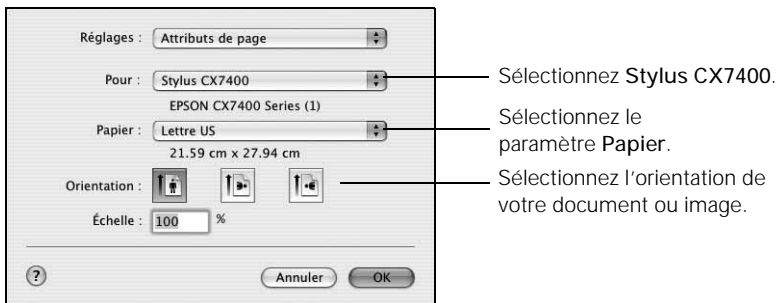 Réglages : Attributs de page
Pour : Stylus CX7400
EPSON CX7400 Series (1)
Papier : Lettre US
21.59 cm x 27.94 cm
Orientation :
Échelle : 100 %
? Annuler OK
Sélectionnez Stylus CX7400.
Sélectionnez le
paramètre Papier.
Sélectionnez l’orientation de
votre document ou image.